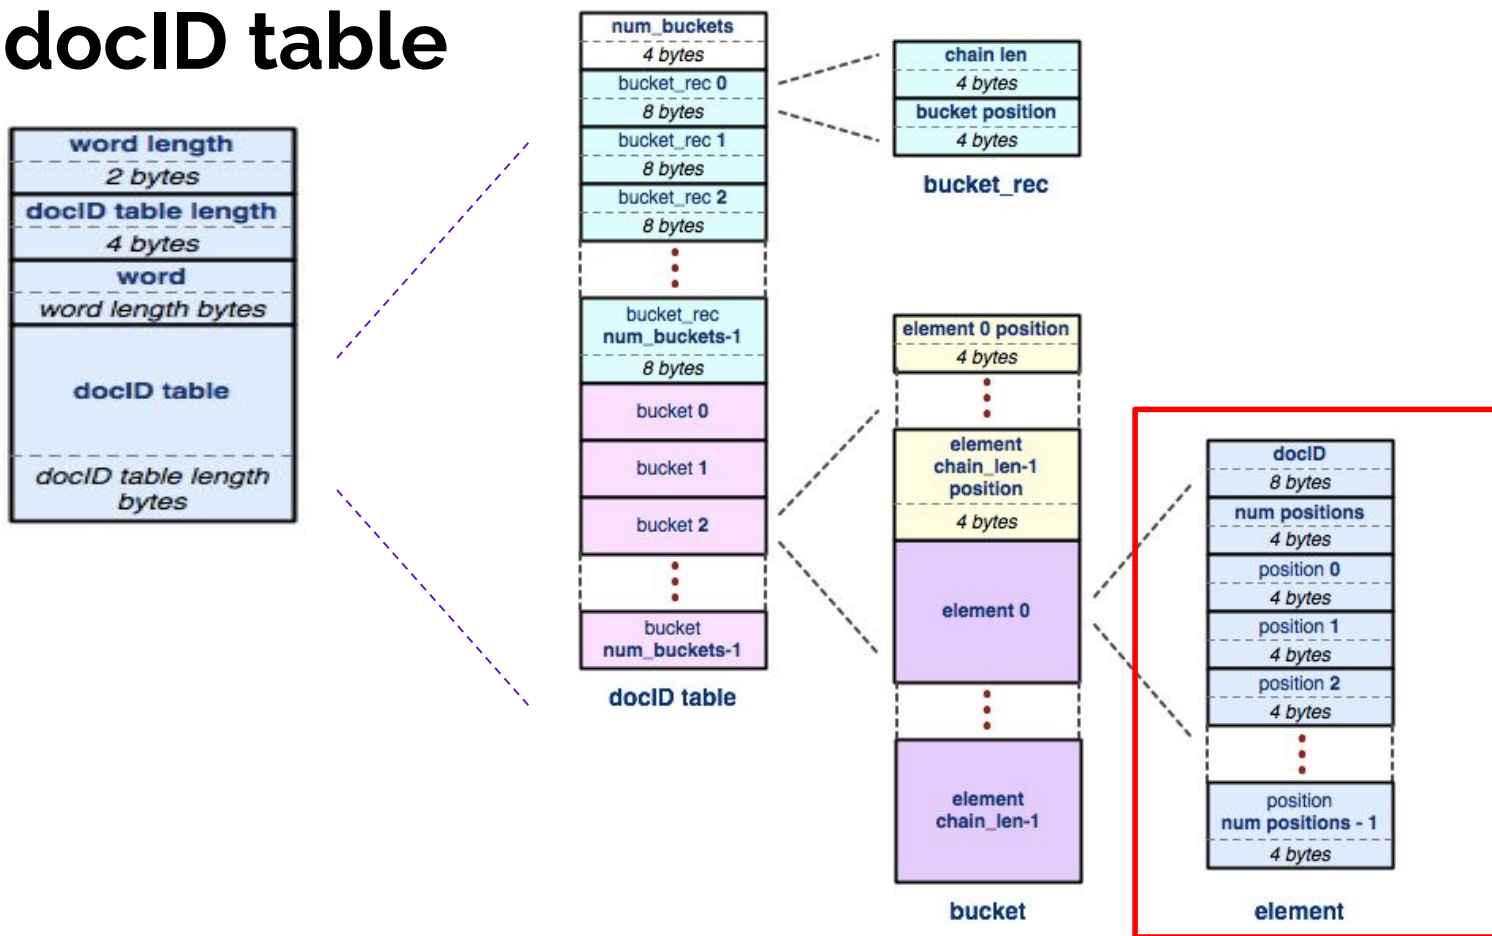 docID table
word length
2 bytes
docID table length
4 bytes
word
word length bytes
docID table
docID table length
bytes
num_buckets
4 bytes
bucket_rec 0
8 bytes
bucket_rec 1
8 bytes
bucket_rec 2
8 bytes
bucket_rec
num_buckets-1
8 bytes
bucket 0
bucket 1
bucket 2
bucket
num_buckets-1
docID table
chain len
4 bytes
bucket position
4 bytes
bucket_rec
element 0 position
4 bytes
element
chain_len-1
position
4 bytes
element 0
element
chain_len-1
bucket
docID
8 bytes
num positions
4 bytes
position 0
4 bytes
position 1
4 bytes
position 2
4 bytes
position
num positions - 1
4 bytes
element